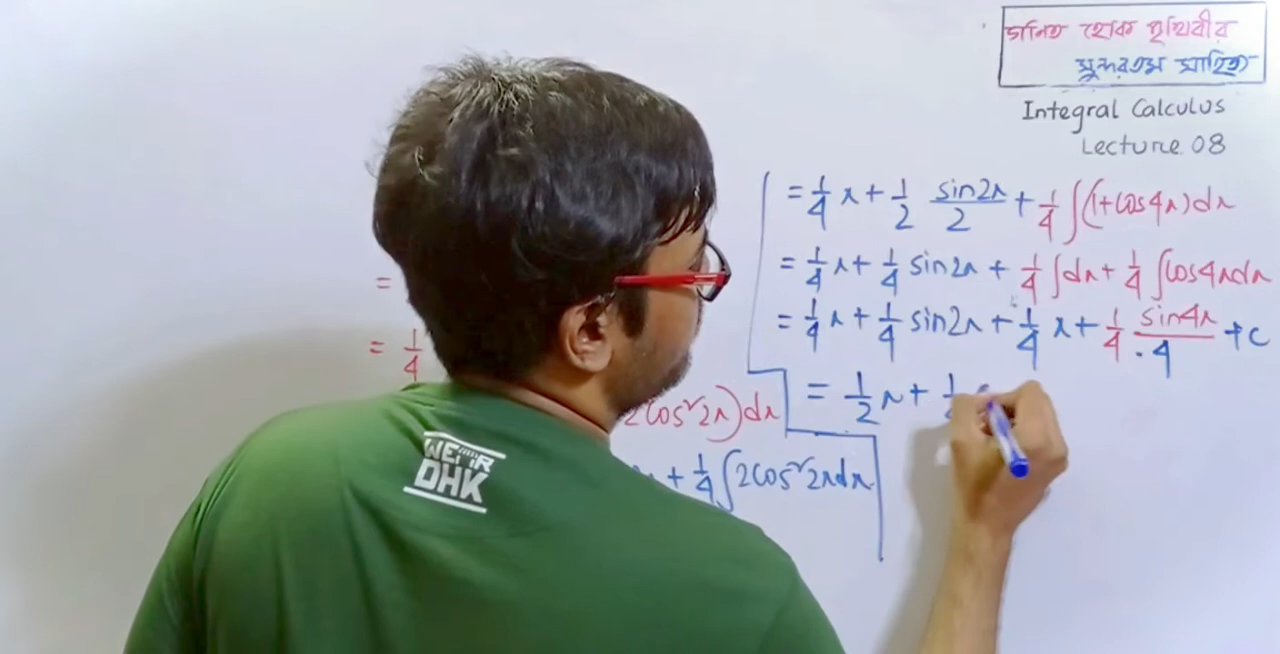 গনিত হোক পৃথিবীর
সুন্দরতম সাহিত্য
Integral Calculus
Lecture 08
= 1/4 x + 1/2 sin2x/2 + 1/4 ∫(1+cos4x)dx
= 1/4 x + 1/4 sin2x + 1/4 ∫dx + 1/4 ∫cos4xdx
= 1/4 x + 1/4 sin2x + 1/4 x + 1/4 · sin4x/4 + c
= 1/2 x + 1/
=
= 1/4
2cos²2x)dx
+ 1/4 ∫2cos²2xdx
WE R
DHK